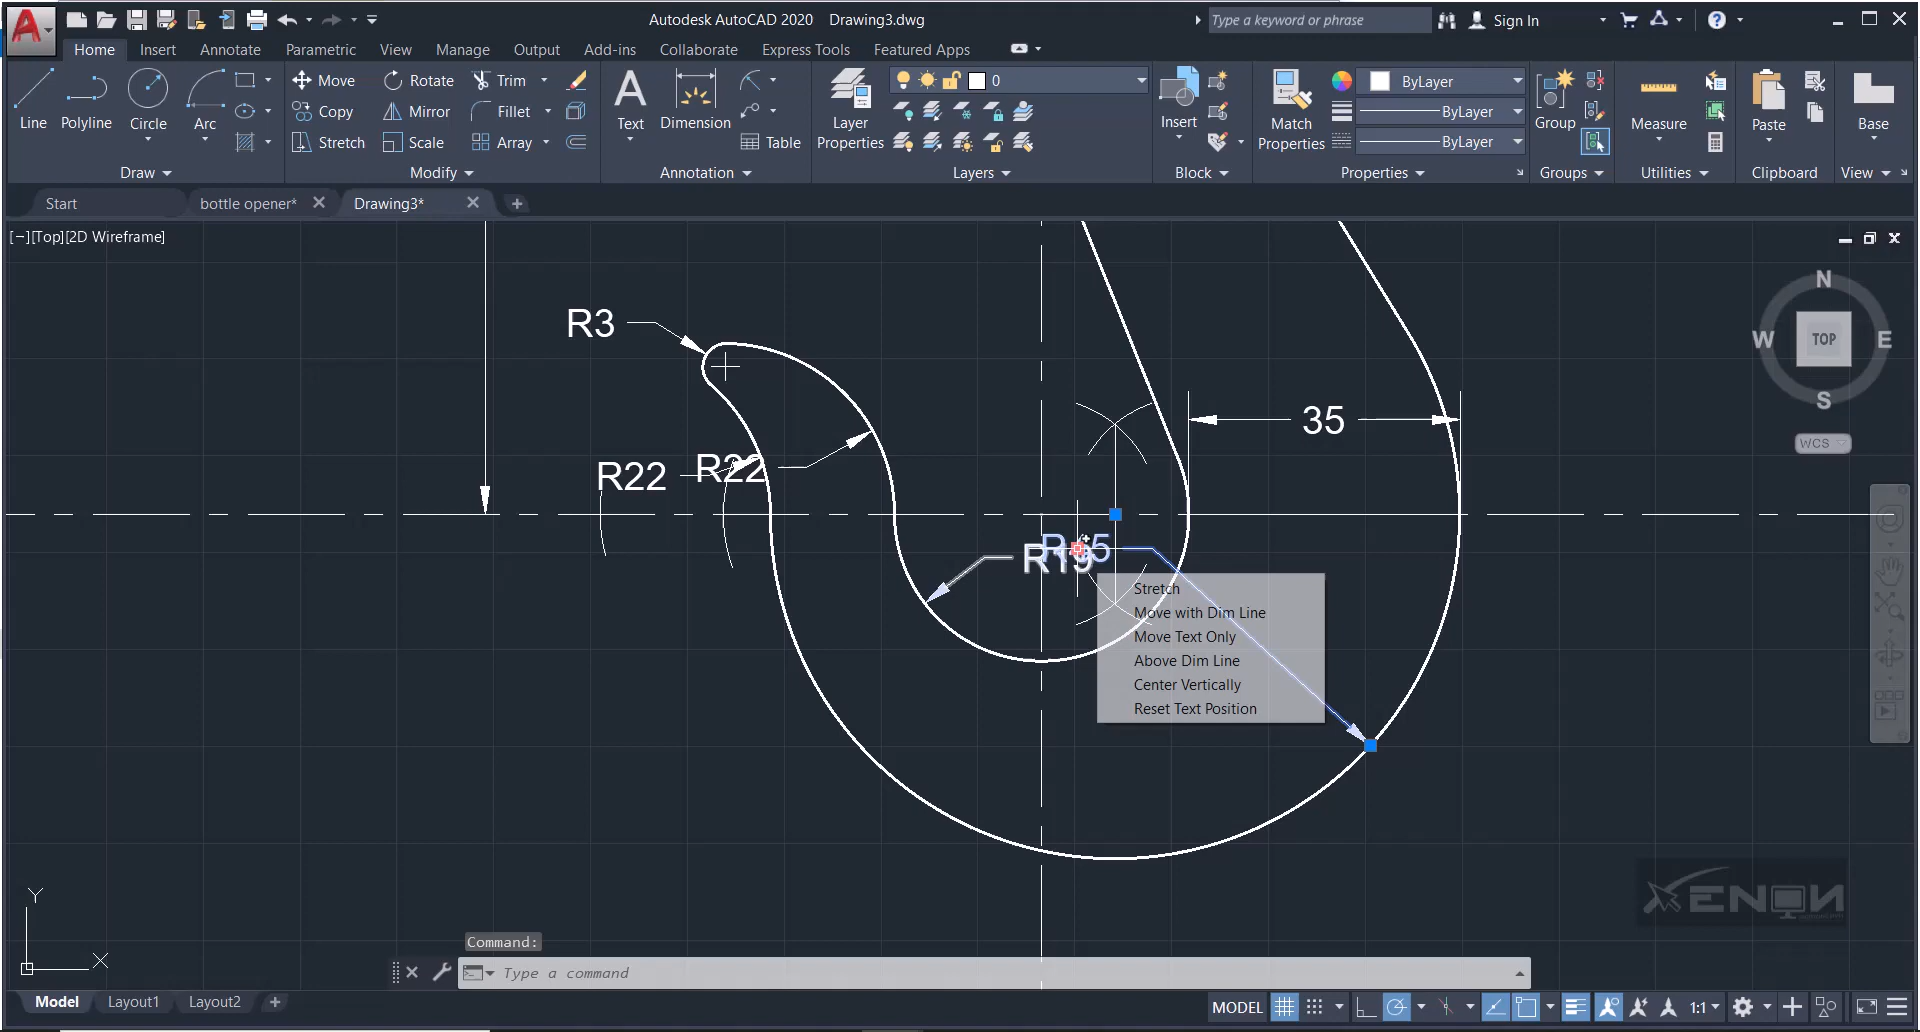 Autodesk AutoCAD 2020 Drawing3.dwg
Type a keyword or phrase
Sign In
Home Insert Annotate Parametric View Manage Output Add-ins Collaborate Express Tools Featured Apps
Line Polyline Circle Arc
Move Rotate Trim
Copy Mirror Fillet
Stretch Scale Array
Text Dimension Table
Layer Properties
0
Insert
Match Properties
ByLayer
ByLayer
ByLayer
Group
Measure
Paste
Base
Draw Modify Annotation Layers Block Properties Groups Utilities Clipboard View
Start bottle opener* Drawing3*
[−][Top][2D Wireframe]
N
W TOP E
S
WCS
R3
35
R22
R22
R19
Stretch
Move with Dim Line
Move Text Only
Above Dim Line
Center Vertically
Reset Text Position
XENON
Y
X
Command:
Type a command
Model Layout1 Layout2
MODEL
1:1